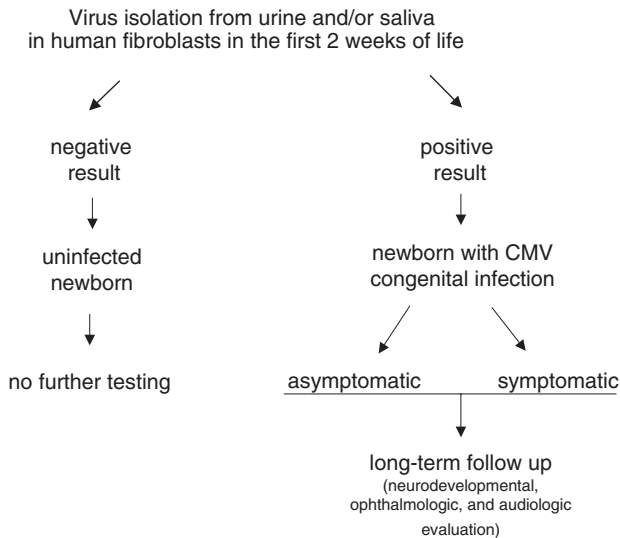 Virus isolation from urine and/or saliva
in human fibroblasts in the first 2 weeks of life
negative
result
positive
result
uninfected
newborn
newborn with CMV
congenital infection
no further testing
asymptomatic
symptomatic
long-term follow up
(neurodevelopmental,
ophthalmologic, and audiologic
evaluation)